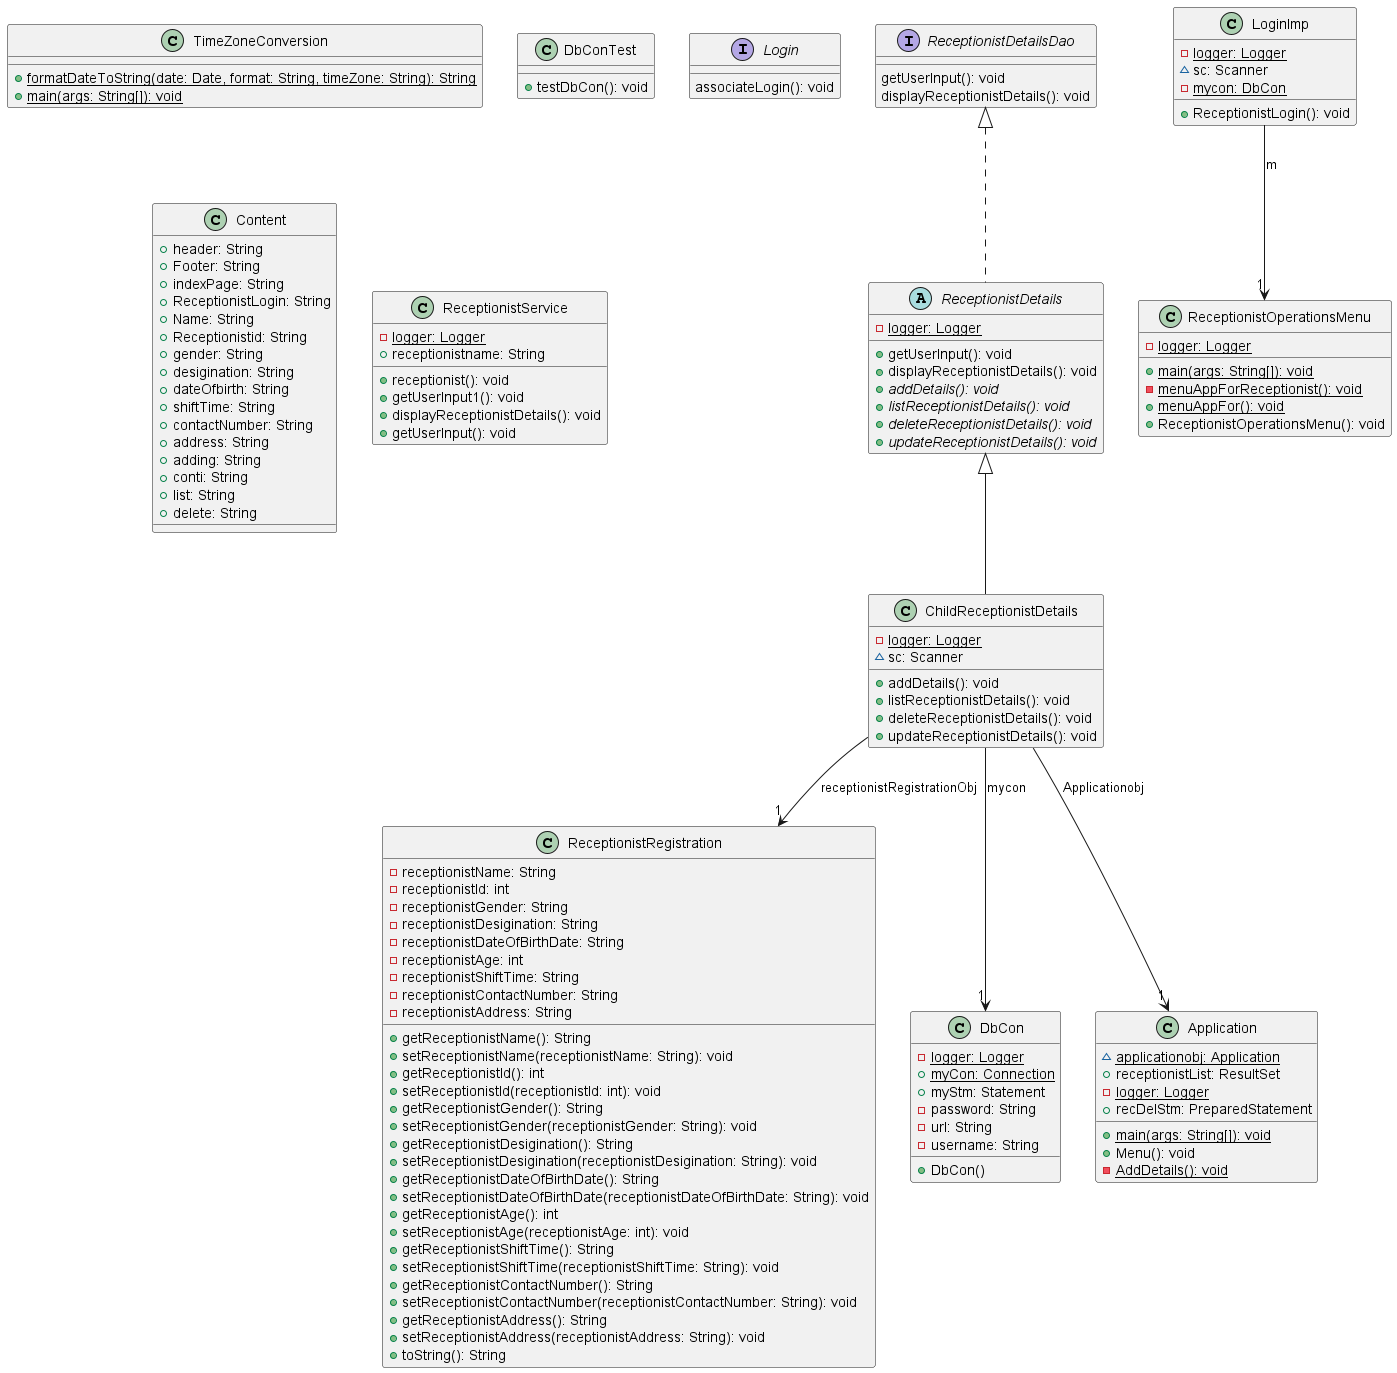 C TimeZoneConversion
formatDateToString(date: Date, format: String, timeZone: String): String
main(args: String[]): void
C DbConTest
testDbCon(): void
I Login
associateLogin(): void
I ReceptionistDetailsDao
getUserInput(): void
displayReceptionistDetails(): void
C LoginImp
logger: Logger
sc: Scanner
mycon: DbCon
ReceptionistLogin(): void
m
1
C Content
header: String
Footer: String
indexPage: String
ReceptionistLogin: String
Name: String
Receptionistid: String
gender: String
desigination: String
dateOfbirth: String
shiftTime: String
contactNumber: String
address: String
adding: String
conti: String
list: String
delete: String
C ReceptionistService
logger: Logger
receptionistname: String
receptionist(): void
getUserInput1(): void
displayReceptionistDetails(): void
getUserInput(): void
A ReceptionistDetails
logger: Logger
getUserInput(): void
displayReceptionistDetails(): void
addDetails(): void
listReceptionistDetails(): void
deleteReceptionistDetails(): void
updateReceptionistDetails(): void
C ReceptionistOperationsMenu
logger: Logger
main(args: String[]): void
menuAppForReceptionist(): void
menuAppFor(): void
ReceptionistOperationsMenu(): void
C ChildReceptionistDetails
logger: Logger
sc: Scanner
addDetails(): void
listReceptionistDetails(): void
deleteReceptionistDetails(): void
updateReceptionistDetails(): void
receptionistRegistrationObj
mycon
Applicationobj
1
1
1
C ReceptionistRegistration
receptionistName: String
receptionistId: int
receptionistGender: String
receptionistDesigination: String
receptionistDateOfBirthDate: String
receptionistAge: int
receptionistShiftTime: String
receptionistContactNumber: String
receptionistAddress: String
getReceptionistName(): String
setReceptionistName(receptionistName: String): void
getReceptionistId(): int
setReceptionistId(receptionistId: int): void
getReceptionistGender(): String
setReceptionistGender(receptionistGender: String): void
getReceptionistDesigination(): String
setReceptionistDesigination(receptionistDesigination: String): void
getReceptionistDateOfBirthDate(): String
setReceptionistDateOfBirthDate(receptionistDateOfBirthDate: String): void
getReceptionistAge(): int
setReceptionistAge(receptionistAge: int): void
getReceptionistShiftTime(): String
setReceptionistShiftTime(receptionistShiftTime: String): void
getReceptionistContactNumber(): String
setReceptionistContactNumber(receptionistContactNumber: String): void
getReceptionistAddress(): String
setReceptionistAddress(receptionistAddress: String): void
toString(): String
C DbCon
logger: Logger
myCon: Connection
myStm: Statement
password: String
url: String
username: String
DbCon()
C Application
applicationobj: Application
receptionistList: ResultSet
logger: Logger
recDelStm: PreparedStatement
main(args: String[]): void
Menu(): void
AddDetails(): void